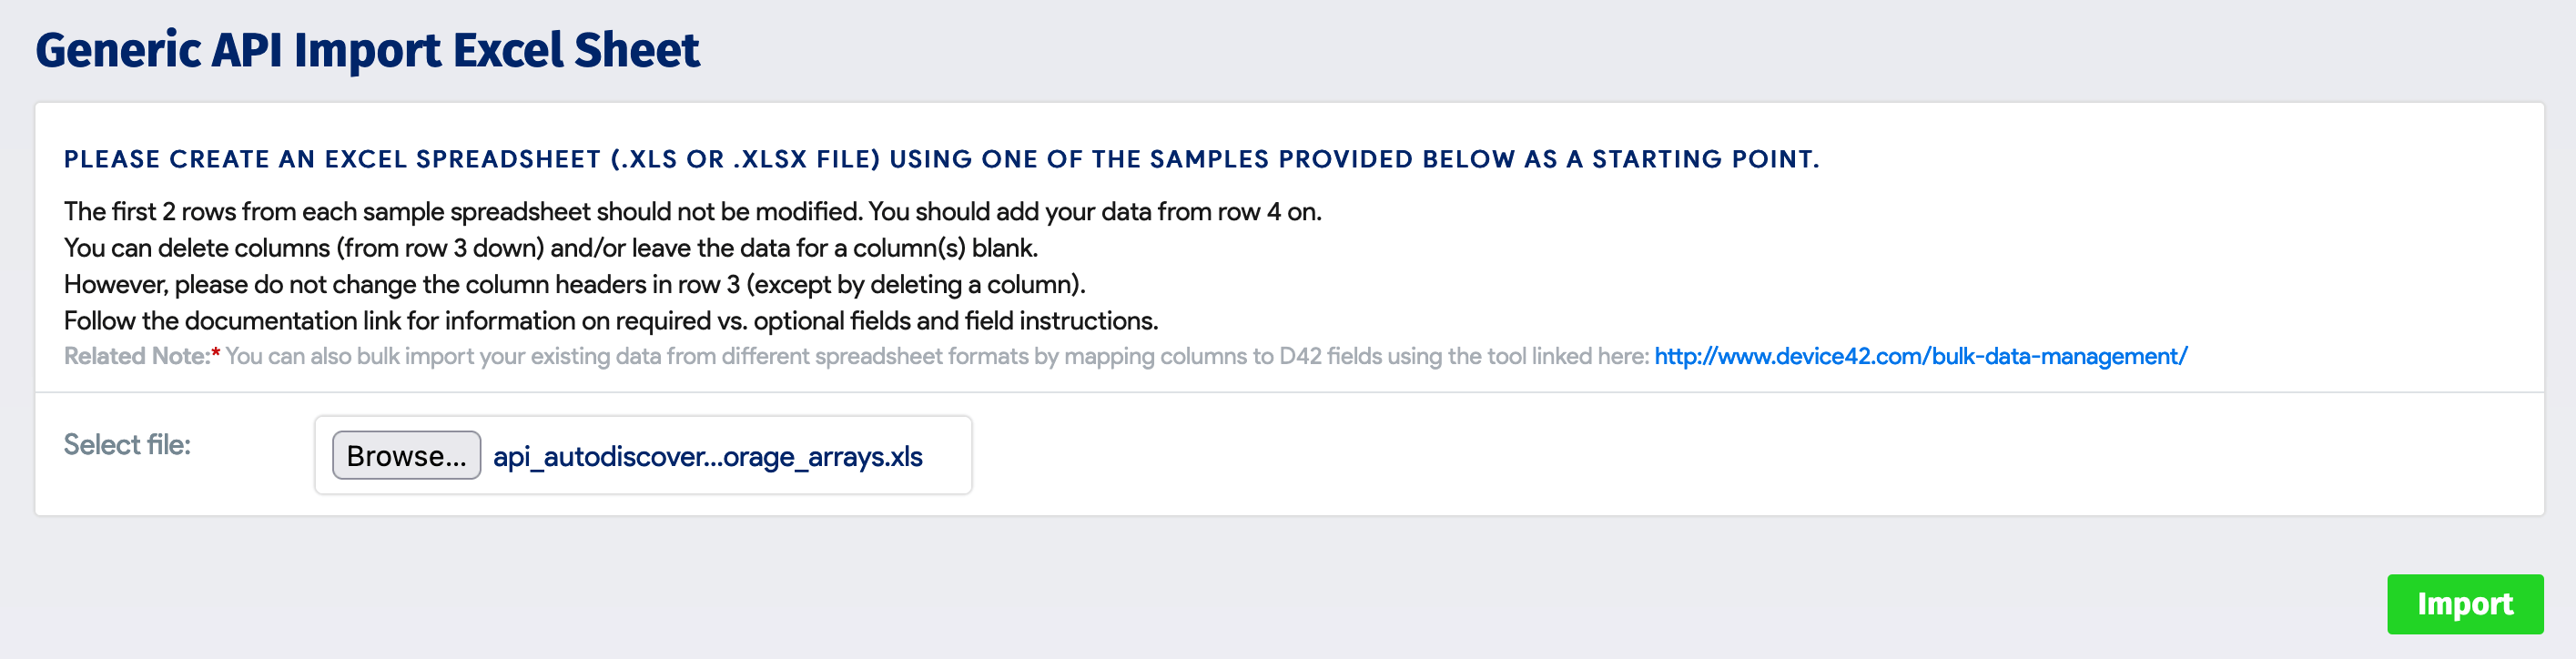 Generic API Import Excel Sheet
PLEASE CREATE AN EXCEL SPREADSHEET (.XLS OR .XLSX FILE) USING ONE OF THE SAMPLES PROVIDED BELOW AS A STARTING POINT.
The first 2 rows from each sample spreadsheet should not be modified. You should add your data from row 4 on.
You can delete columns (from row 3 down) and/or leave the data for a column(s) blank.
However, please do not change the column headers in row 3 (except by deleting a column).
Follow the documentation link for information on required vs. optional fields and field instructions.
Related Note:* You can also bulk import your existing data from different spreadsheet formats by mapping columns to D42 fields using the tool linked here: http://www.device42.com/bulk-data-management/
Select file: Browse... api_autodiscover...orage_arrays.xls
Import